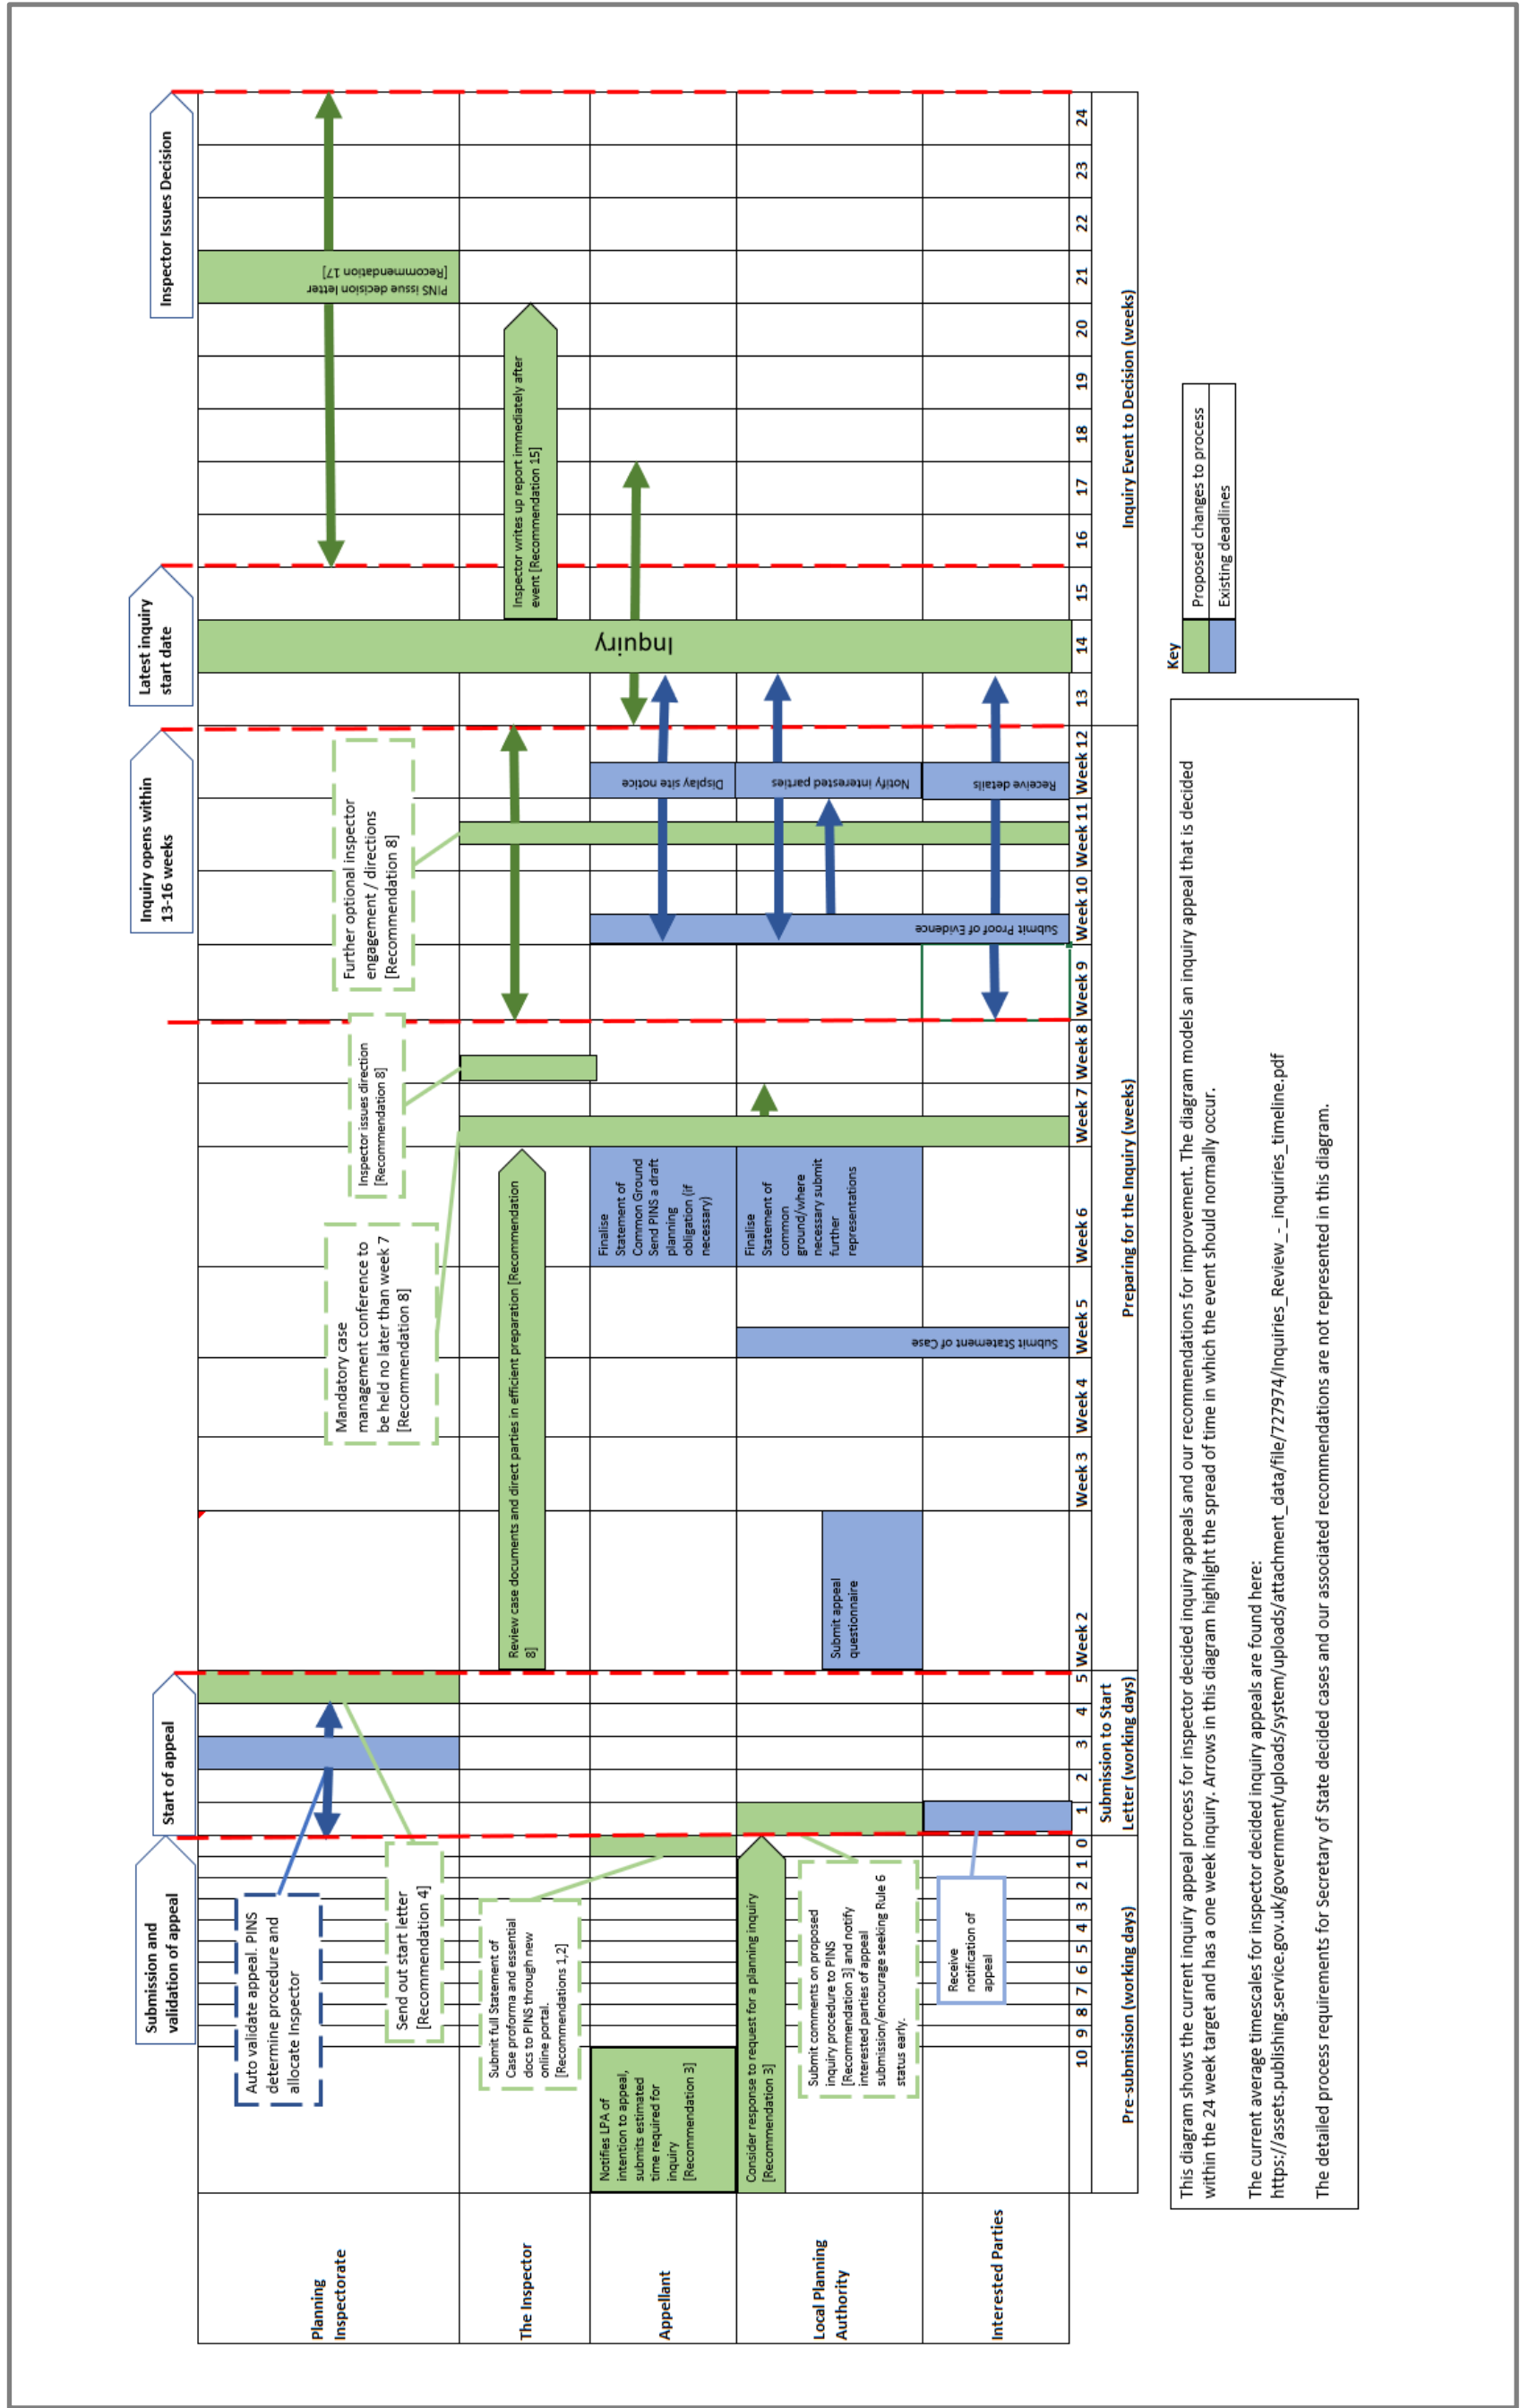 Submission and
validation of appeal
Start of appeal
Inquiry opens within
13-16 weeks
Latest inquiry
start date
Inspector Issues Decision
Planning
Inspectorate
Auto validate appeal. PINS
determine procedure and
allocate Inspector
Send out start letter
[Recommendation 4]
Mandatory case
management conference to
be held no later than week 7
[Recommendation 8]
Inspector issues direction
[Recommendation 8]
Further optional inspector
engagement / directions
[Recommendation 8]
PINS issue decision letter
[Recommendation 17]
The Inspector
Submit full Statement of
Case proforma and essential
docs to PINS through new
online portal.
[Recommendations 1,2]
Review case documents and direct parties in efficient preparation [Recommendation
8]
Inspector writes up report immediately after
event [Recommendation 15]
Appellant
Notifies LPA of
intention to appeal,
submits estimated
time required for
inquiry
[Recommendation 3]
Finalise
Statement of
Common Ground
Send PINS a draft
planning
obligation (if
necessary)
Display site notice
Inquiry
Local Planning
Authority
Consider response to request for a planning inquiry
[Recommendation 3]
Submit comments on proposed
inquiry procedure to PINS
[Recommendation 3] and notify
interested parties of appeal
submission/encourage seeking Rule 6
status early.
Submit appeal
questionnaire
Submit Statement of Case
Finalise
Statement of
common
ground/where
necessary submit
further
representations
Submit Proof of Evidence
Notify interested parties
Interested Parties
Receive
notification of
appeal
Receive details
10 9 8 7 6 5 4 3 2 1 0 1 2 3 4 5 Week 2 Week 3 Week 4 Week 5 Week 6 Week 7 Week 8 Week 9 Week 10 Week 11 Week 12 13 14 15 16 17 18 19 20 21 22 23 24
Pre-submission (working days)
Submission to Start
Letter (working days)
Preparing for the Inquiry (weeks)
Inquiry Event to Decision (weeks)
Key
Proposed changes to process
Existing deadlines
This diagram shows the current inquiry appeal process for inspector decided inquiry appeals and our recommendations for improvement. The diagram models an inquiry appeal that is decided
within the 24 week target and has a one week inquiry. Arrows in this diagram highlight the spread of time in which the event should normally occur.
The current average timescales for inspector decided inquiry appeals are found here:
https://assets.publishing.service.gov.uk/government/uploads/system/uploads/attachment_data/file/727974/Inquiries_Review_-_inquiries_timeline.pdf
The detailed process requirements for Secretary of State decided cases and our associated recommendations are not represented in this diagram.